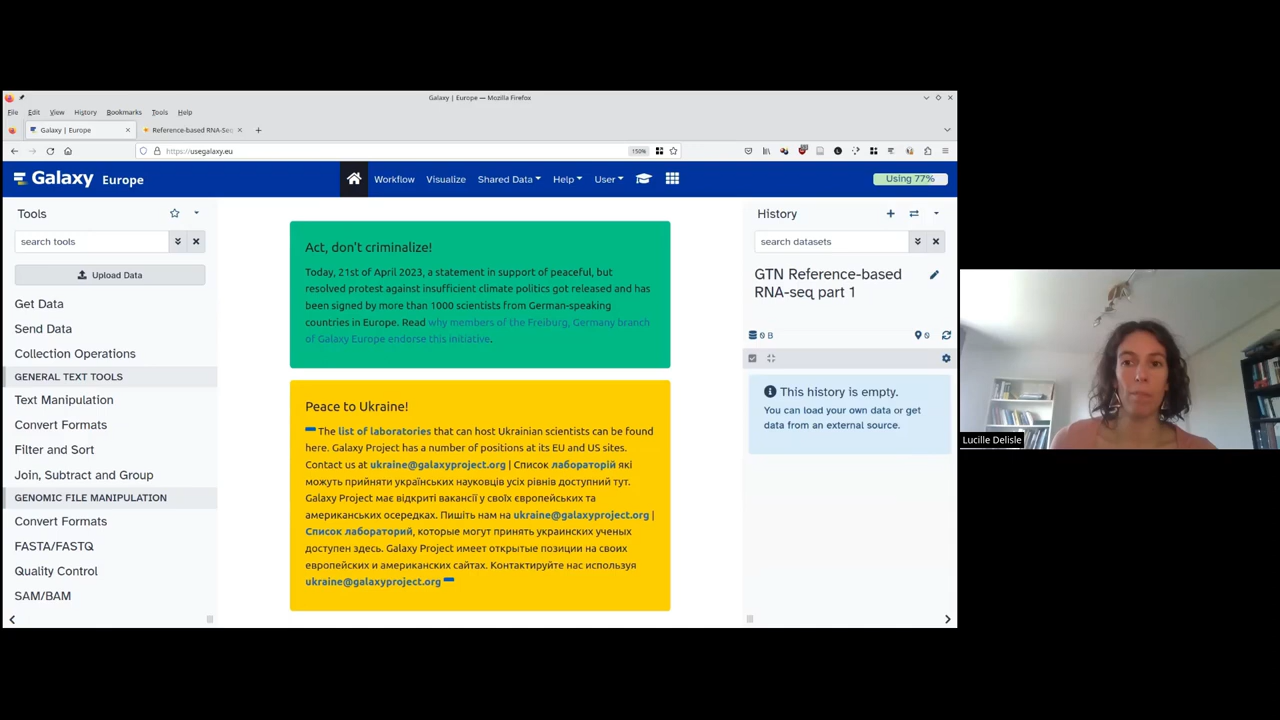 Galaxy | Europe — Mozilla Firefox
File Edit View History Bookmarks Tools Help
Galaxy | Europe
Reference-based RNA-Seq
https://usegalaxy.eu
150%
Galaxy Europe
Workflow Visualize Shared Data Help User
Using 77%
Tools
search tools
Upload Data
Get Data
Send Data
Collection Operations
GENERAL TEXT TOOLS
Text Manipulation
Convert Formats
Filter and Sort
Join, Subtract and Group
GENOMIC FILE MANIPULATION
Convert Formats
FASTA/FASTQ
Quality Control
SAM/BAM
Act, don't criminalize!
Today, 21st of April 2023, a statement in support of peaceful, but
resolved protest against insufficient climate politics got released and has
been signed by more than 1000 scientists from German-speaking
countries in Europe. Read why members of the Freiburg, Germany branch
of Galaxy Europe endorse this initiative.
Peace to Ukraine!
The list of laboratories that can host Ukrainian scientists can be found
here. Galaxy Project has a number of positions at its EU and US sites.
Contact us at ukraine@galaxyproject.org | Список лабораторій які
можуть прийняти українських науковців усіх рівнів доступний тут.
Galaxy Project має відкриті вакансії у своїх європейських та
американських осередках. Пишіть нам на ukraine@galaxyproject.org |
Список лабораторий, которые могут принять украинских ученых
доступен здесь. Galaxy Project имеет открытые позиции на своих
европейских и американских сайтах. Контактируйте нас используя
ukraine@galaxyproject.org
History
search datasets
GTN Reference-based
RNA-seq part 1
0 B
0
This history is empty.
You can load your own data or get
data from an external source.
Lucille Delisle